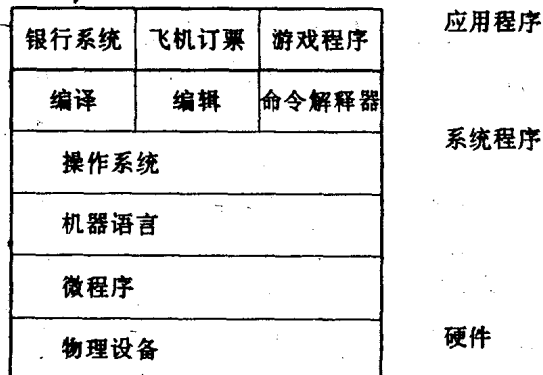 银行系统 飞机订票 游戏程序 应用程序
编译 编辑 命令解释器
系统程序
操作系统
机器语言
微程序
物理设备 硬件